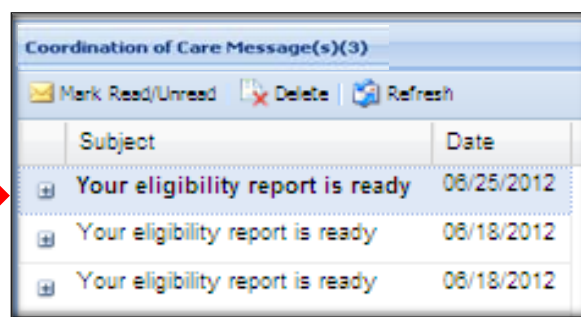 Coordination of Care Message(s)(3)
Mark Read/Unread Delete Refresh
Subject Date
Your eligibility report is ready 06/25/2012
Your eligibility report is ready 06/18/2012
Your eligibility report is ready 06/18/2012